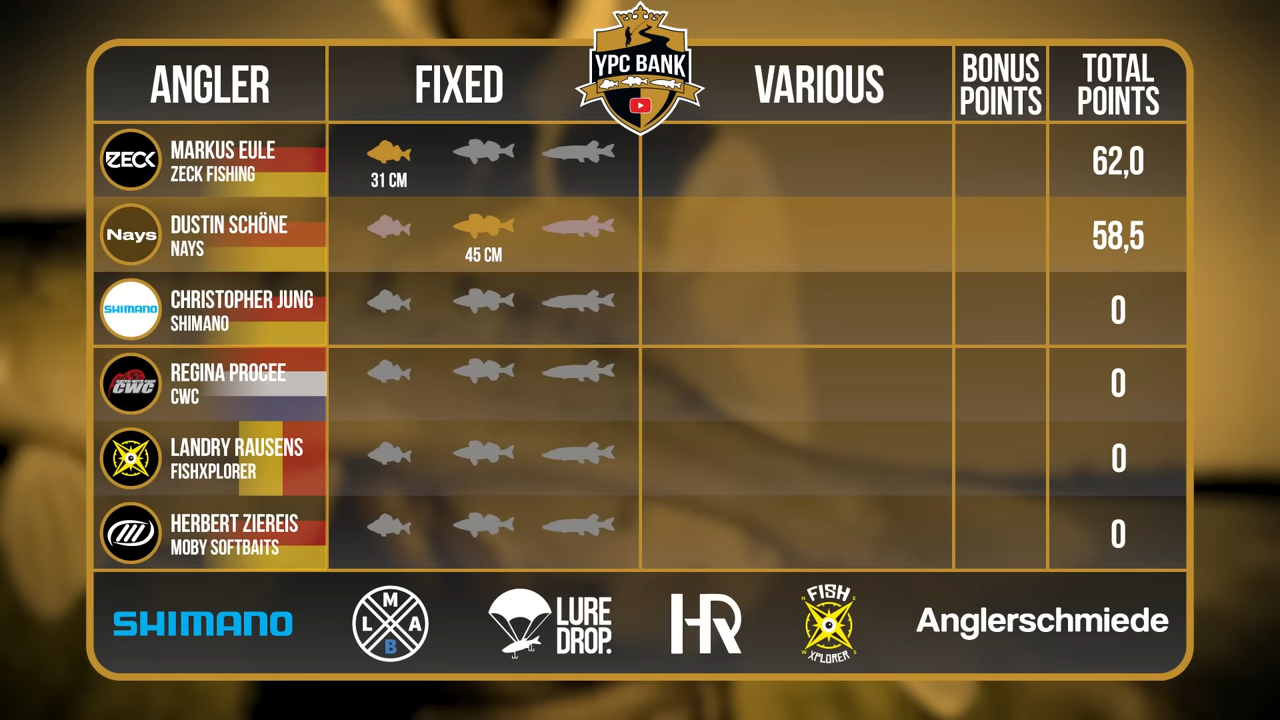 YPC BANK
ANGLER
FIXED
VARIOUS
BONUS
POINTS
TOTAL
POINTS
ZECK
MARKUS EULE
ZECK FISHING
31 CM
62,0
Nays
DUSTIN SCHÖNE
NAYS
45 CM
58,5
SHIMANO
CHRISTOPHER JUNG
SHIMANO
0
CWC
REGINA PROCEE
CWC
0
LANDRY RAUSENS
FISHXPLORER
0
HERBERT ZIEREIS
MOBY SOFTBAITS
0
SHIMANO
M
L A
B
LURE
DROP.
HR
FISH
N E
W S
XPLORER
Anglerschmiede